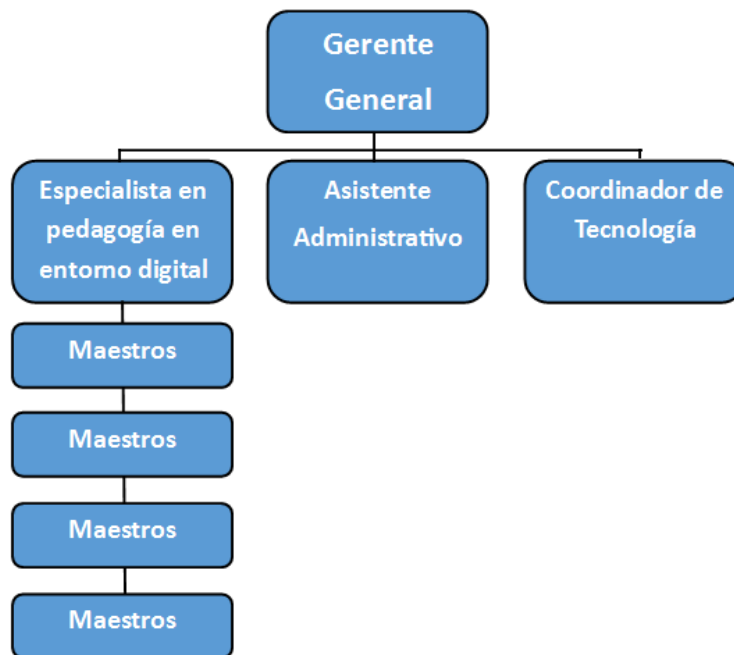 Gerente
General
Especialista en
pedagogía en
entorno digital
Asistente
Administrativo
Coordinador de
Tecnología
Maestros
Maestros
Maestros
Maestros